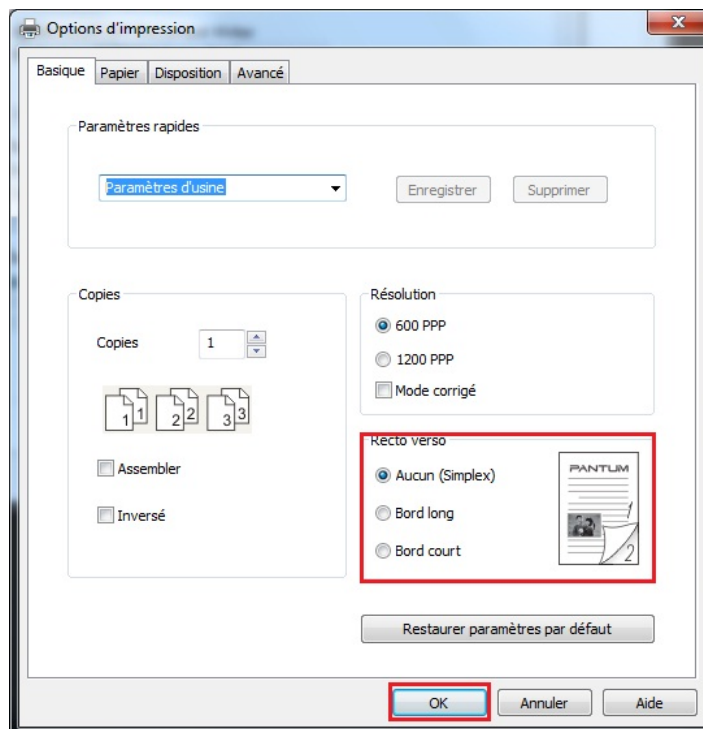 Options d'impression
Basique Papier Disposition Avancé
Paramètres rapides
Paramètres d'usine Enregistrer Supprimer
Copies
Copies 1
1 1 2 2 3 3
Assembler
Inversé
Résolution
600 PPP
1200 PPP
Mode corrigé
Recto verso
Aucun (Simplex)
Bord long
Bord court
PANTUM
1
2
Restaurer paramètres par défaut
OK Annuler Aide